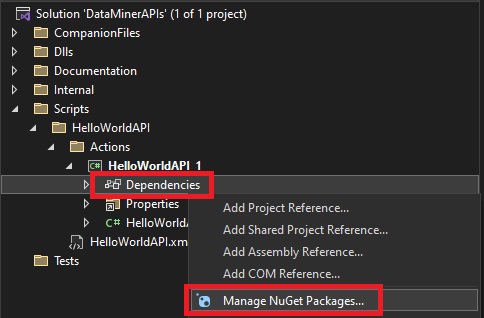 Solution 'DataMinerAPIs' (1 of 1 project)
CompanionFiles
Dlls
Documentation
Internal
Scripts
HelloWorldAPI
Actions
C# HelloWorldAPI_1
Dependencies
Properties
Add Project Reference...
C# HelloWorldA
Add Shared Project Reference...
HelloWorldAPI.xm
Add Assembly Reference...
Tests
Add COM Reference...
Manage NuGet Packages...